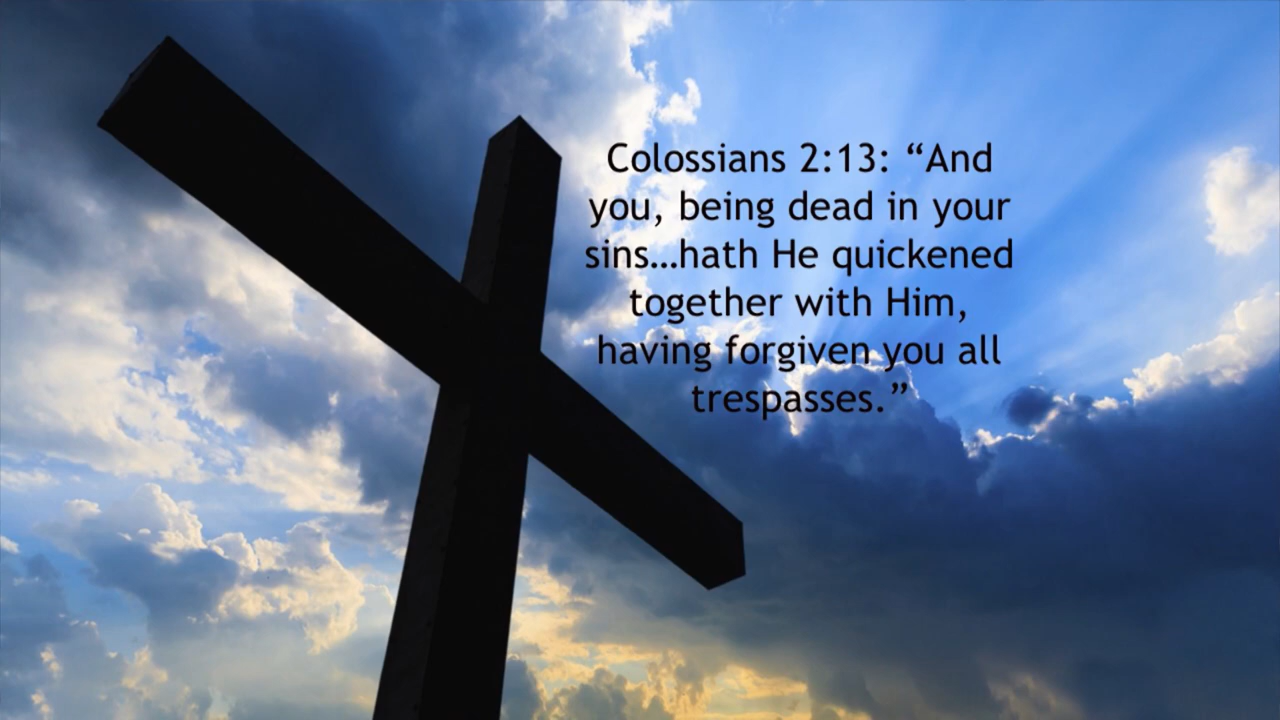 Colossians 2:13: “And
you, being dead in your
sins…hath He quickened
together with Him,
having forgiven you all
trespasses.”